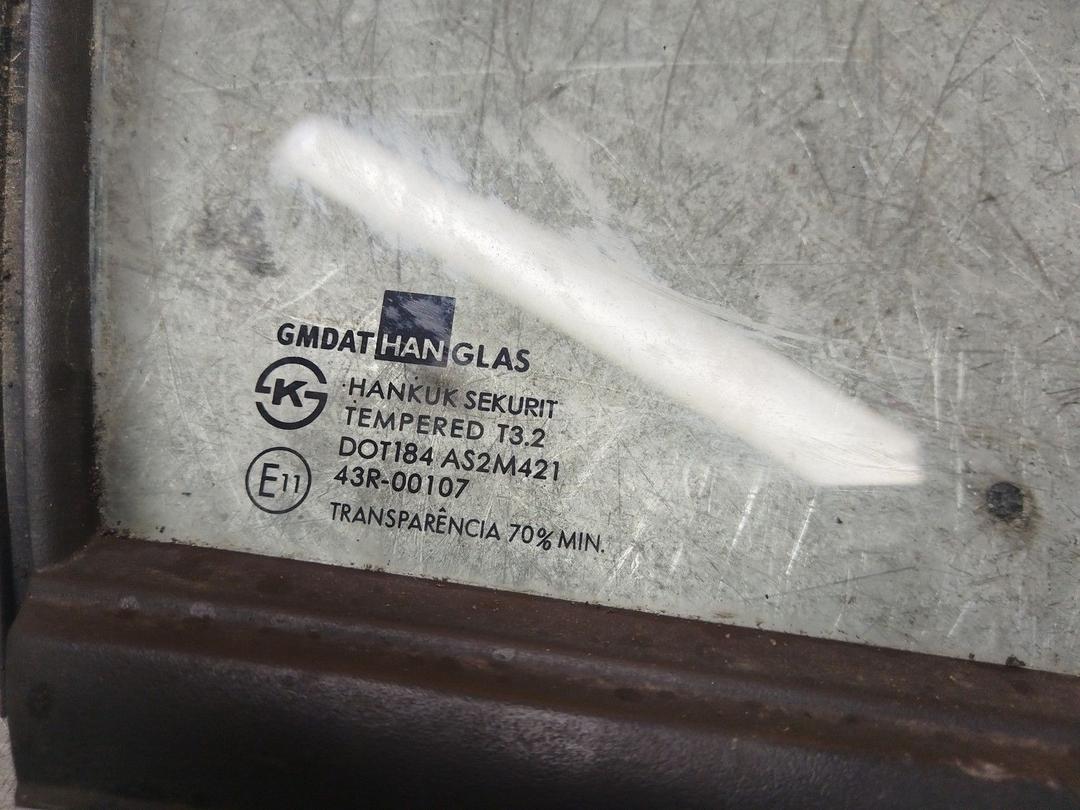 GMDAT HAN GLAS
K HANKUK SEKURIT
TEMPERED T3.2
DOT184 AS2M421
E11 43R-00107
TRANSPARÊNCIA 70% MIN.